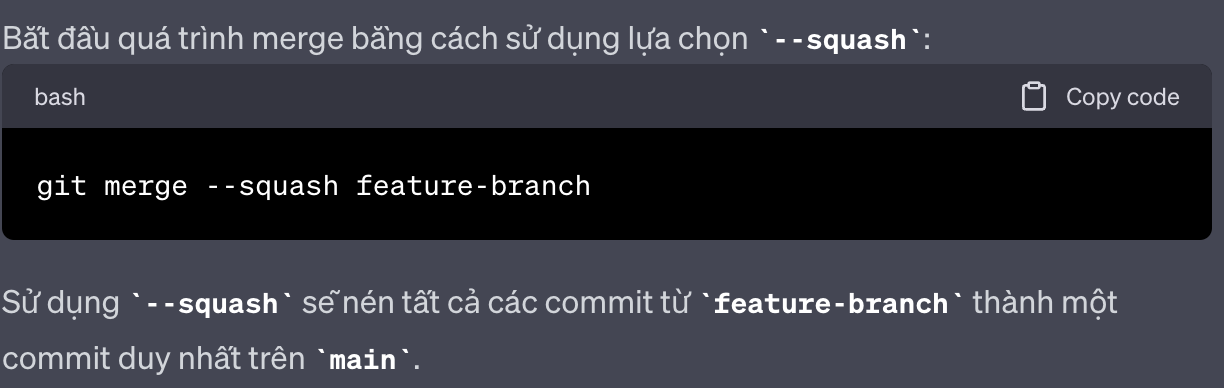 Bắt đầu quá trình merge bằng cách sử dụng lựa chọn `--squash`:
bash Copy code
git merge --squash feature-branch
Sử dụng `--squash` sẽ nén tất cả các commit từ `feature-branch` thành một
commit duy nhất trên `main`.